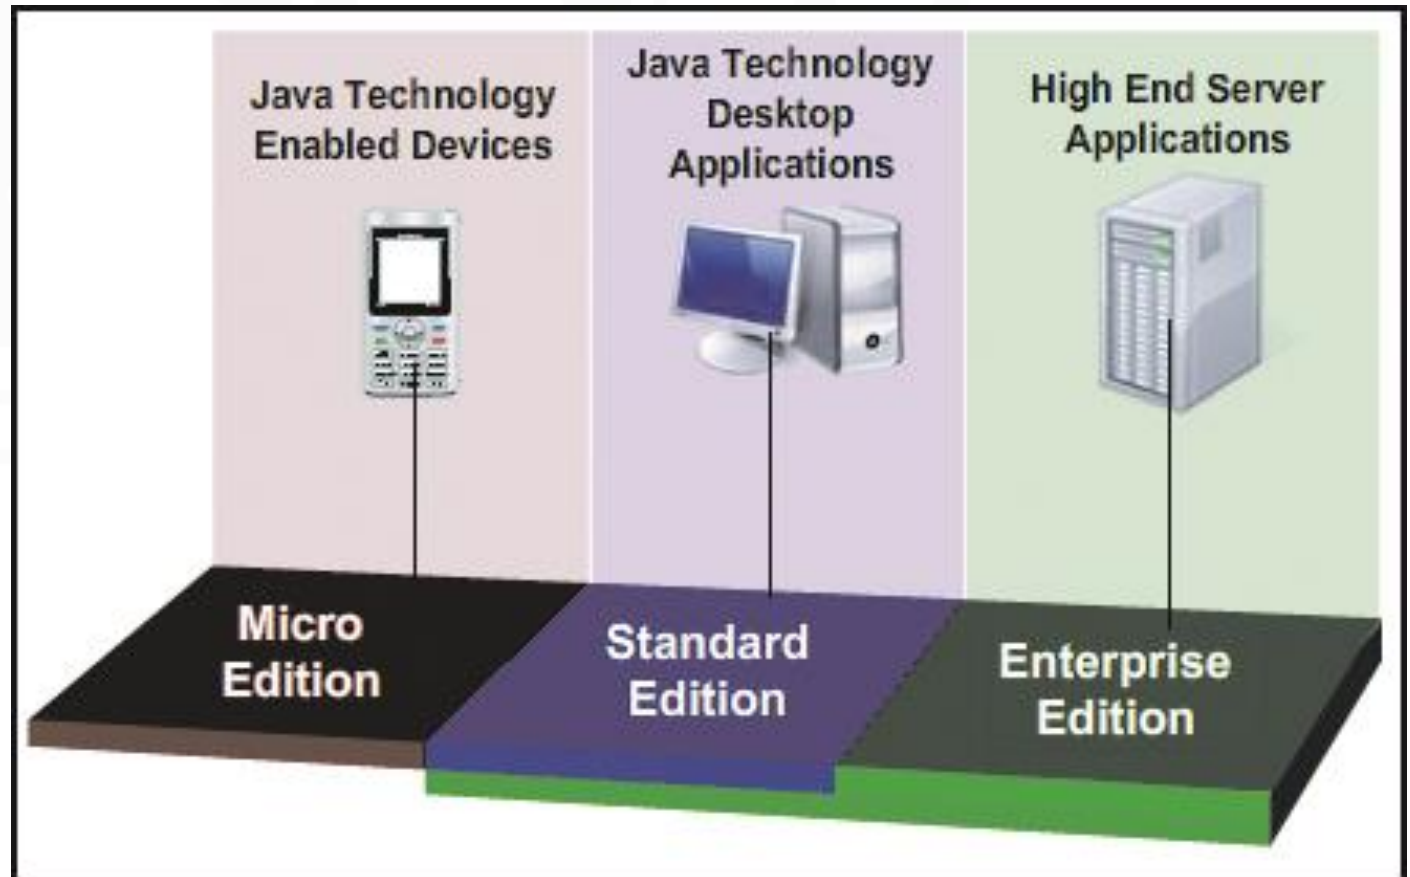 Java Technology
Enabled Devices
Java Technology
Desktop
Applications
High End Server
Applications
Micro
Edition
Standard
Edition
Enterprise
Edition